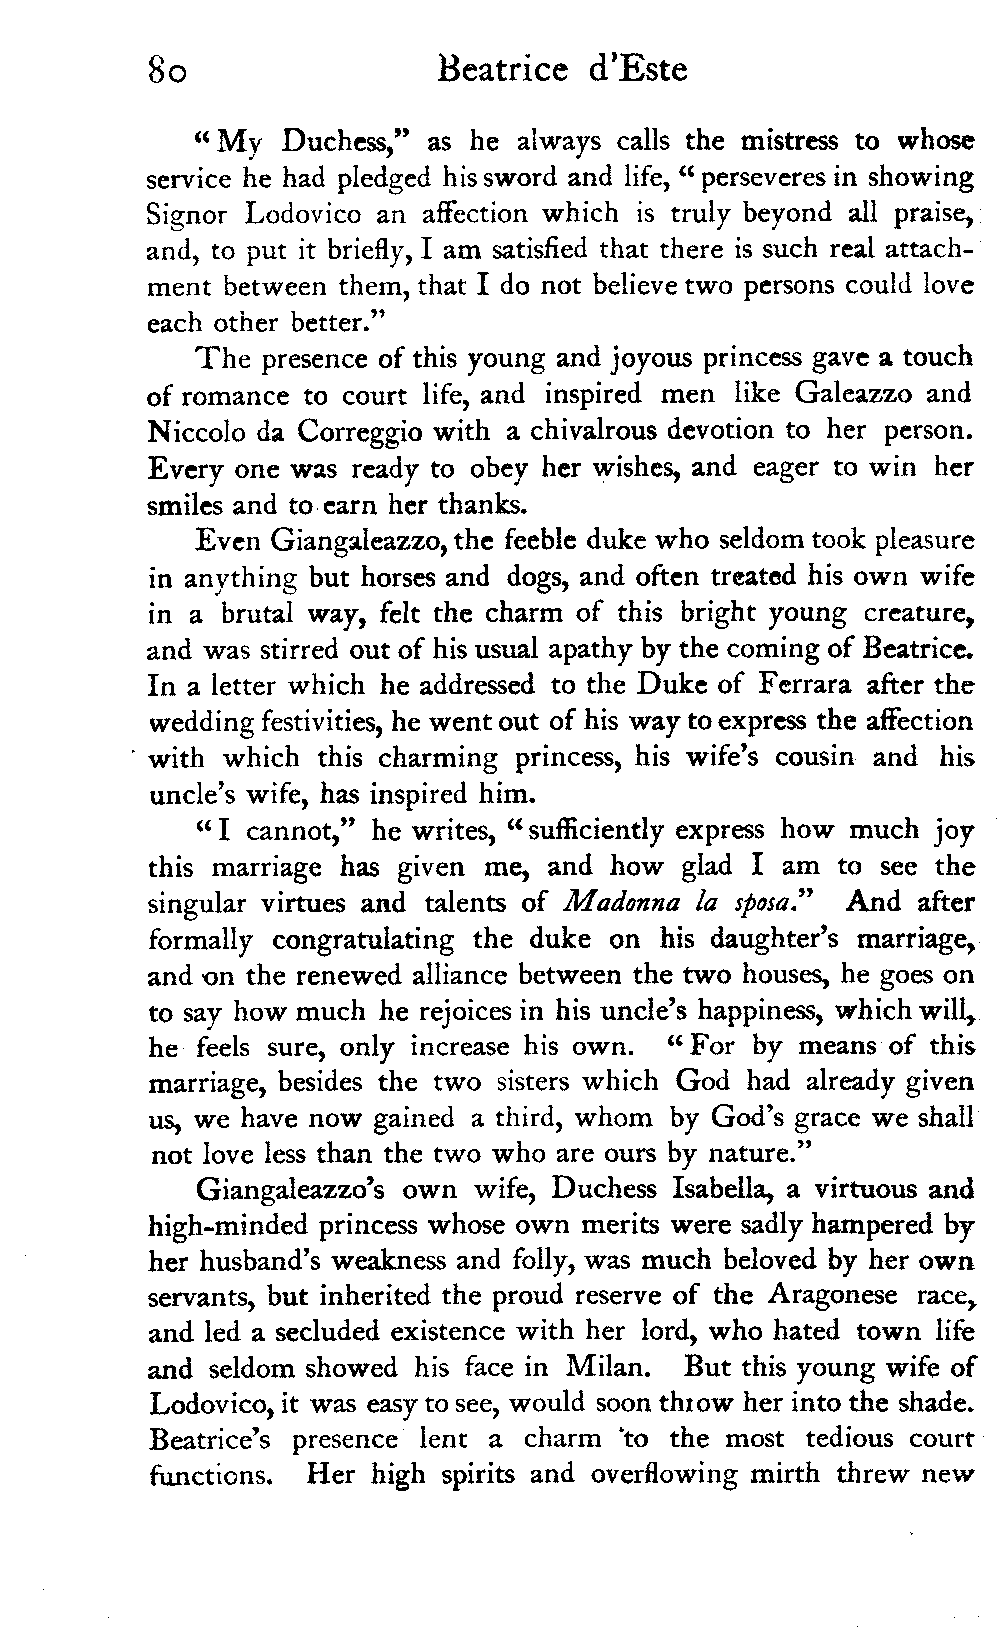 80 Beatrice d'Este
“My Duchess,” as he always calls the mistress to whose
service he had pledged his sword and life, “perseveres in showing
Signor Lodovico an affection which is truly beyond all praise,
and, to put it briefly, I am satisfied that there is such real attach-
ment between them, that I do not believe two persons could love
each other better.”
The presence of this young and joyous princess gave a touch
of romance to court life, and inspired men like Galeazzo and
Niccolo da Correggio with a chivalrous devotion to her person.
Every one was ready to obey her wishes, and eager to win her
smiles and to earn her thanks.
Even Giangaleazzo, the feeble duke who seldom took pleasure
in anything but horses and dogs, and often treated his own wife
in a brutal way, felt the charm of this bright young creature,
and was stirred out of his usual apathy by the coming of Beatrice.
In a letter which he addressed to the Duke of Ferrara after the
wedding festivities, he went out of his way to express the affection
with which this charming princess, his wife's cousin and his
uncle's wife, has inspired him.
“I cannot,” he writes, “sufficiently express how much joy
this marriage has given me, and how glad I am to see the
singular virtues and talents of Madonna la sposa.” And after
formally congratulating the duke on his daughter's marriage,
and on the renewed alliance between the two houses, he goes on
to say how much he rejoices in his uncle's happiness, which will,
he feels sure, only increase his own. “For by means of this
marriage, besides the two sisters which God had already given
us, we have now gained a third, whom by God's grace we shall
not love less than the two who are ours by nature.”
Giangaleazzo's own wife, Duchess Isabella, a virtuous and
high-minded princess whose own merits were sadly hampered by
her husband's weakness and folly, was much beloved by her own
servants, but inherited the proud reserve of the Aragonese race,
and led a secluded existence with her lord, who hated town life
and seldom showed his face in Milan. But this young wife of
Lodovico, it was easy to see, would soon throw her into the shade.
Beatrice's presence lent a charm to the most tedious court
functions. Her high spirits and overflowing mirth threw new